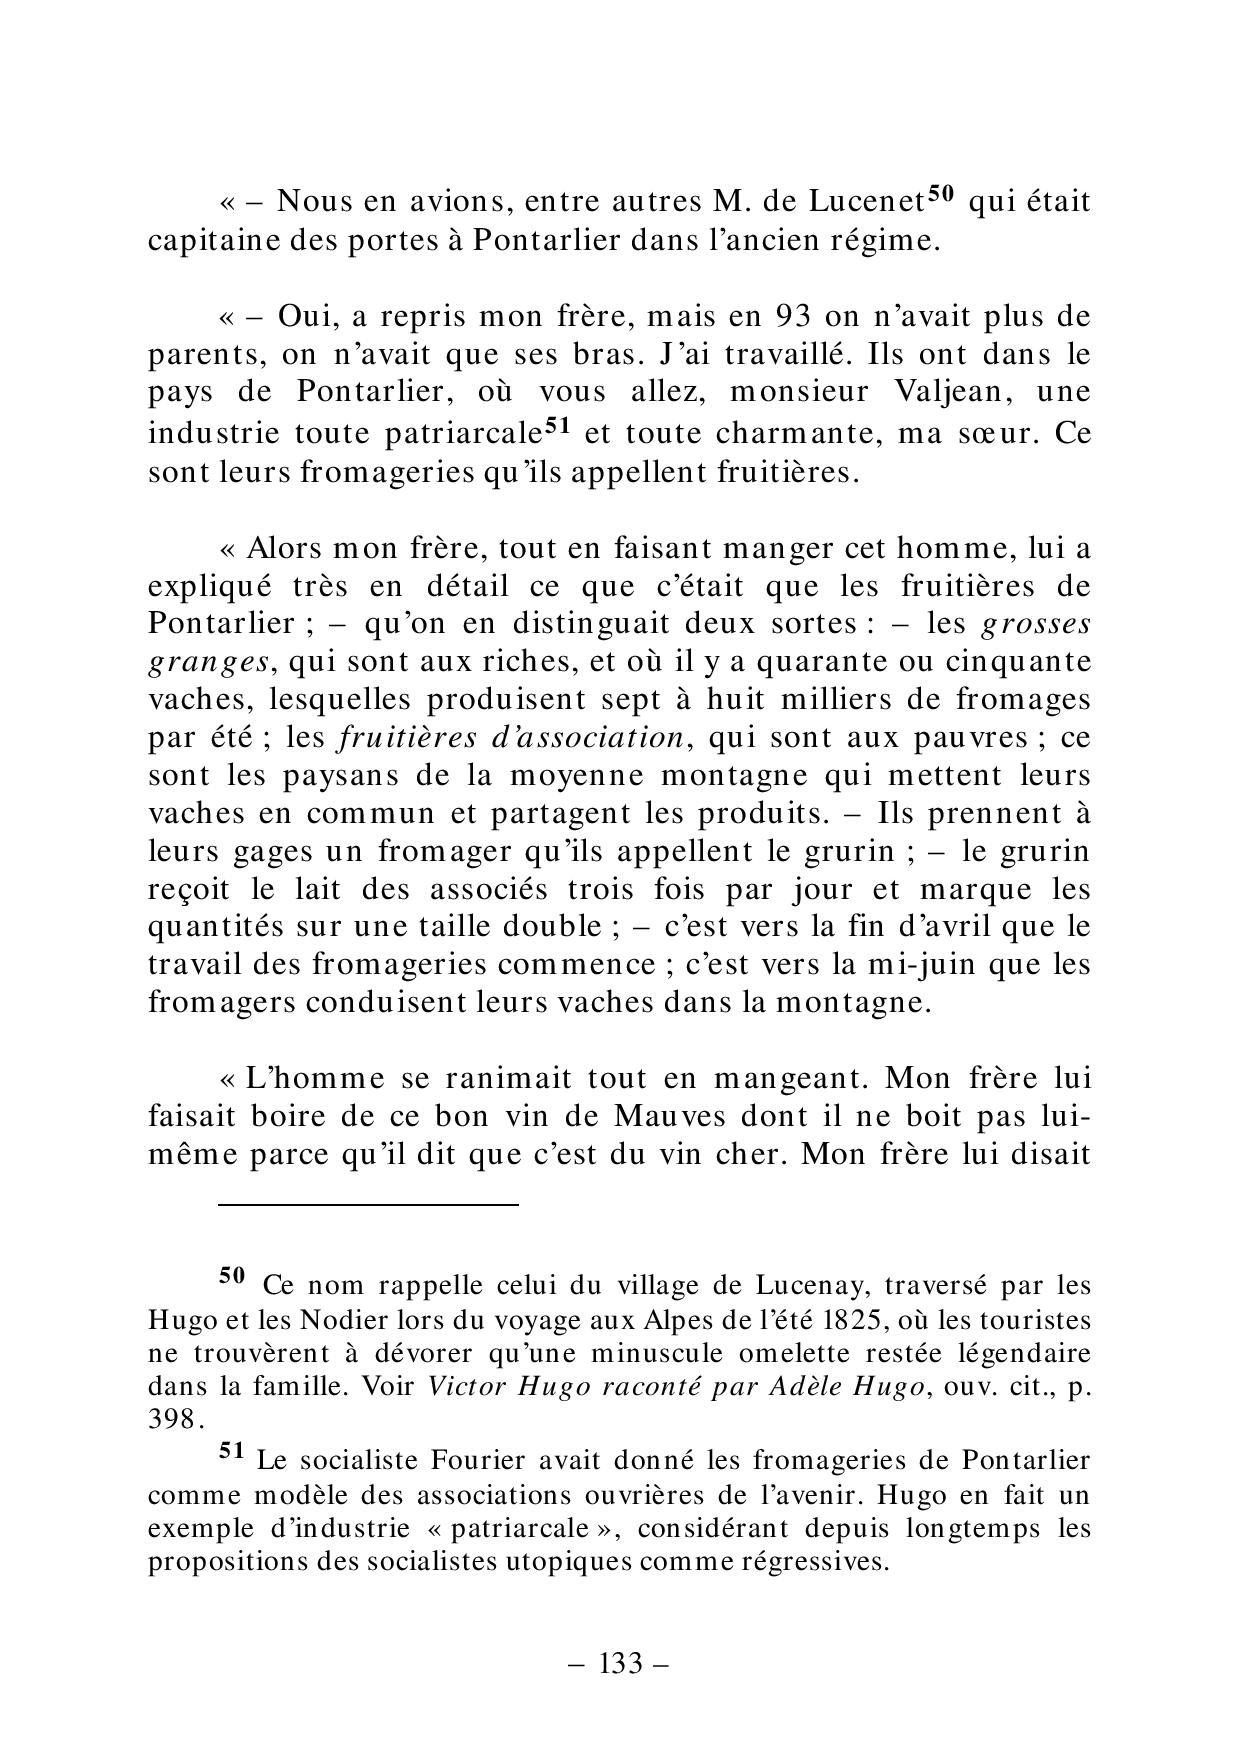 « – Nous en avions, entre autres M. de Lucenet50 qui était
capitaine des portes à Pontarlier dans l’ancien régime.
« – Oui, a repris mon frère, mais en 93 on n’avait plus de
parents, on n’avait que ses bras. J’ai travaillé. Ils ont dans le
pays de Pontarlier, où vous allez, monsieur Valjean, une
industrie toute patriarcale51 et toute charmante, ma sœur. Ce
sont leurs fromageries qu’ils appellent fruitières.
« Alors mon frère, tout en faisant manger cet homme, lui a
expliqué très en détail ce que c’était que les fruitières de
Pontarlier ; – qu’on en distinguait deux sortes : – les grosses
granges, qui sont aux riches, et où il y a quarante ou cinquante
vaches, lesquelles produisent sept à huit milliers de fromages
par été ; les fruitières d’association, qui sont aux pauvres ; ce
sont les paysans de la moyenne montagne qui mettent leurs
vaches en commun et partagent les produits. – Ils prennent à
leurs gages un fromager qu’ils appellent le grurin ; – le grurin
reçoit le lait des associés trois fois par jour et marque les
quantités sur une taille double ; – c’est vers la fin d’avril que le
travail des fromageries commence ; c’est vers la mi-juin que les
fromagers conduisent leurs vaches dans la montagne.
« L’homme se ranimait tout en mangeant. Mon frère lui
faisait boire de ce bon vin de Mauves dont il ne boit pas lui-
même parce qu’il dit que c’est du vin cher. Mon frère lui disait
50 Ce nom rappelle celui du village de Lucenay, traversé par les
Hugo et les Nodier lors du voyage aux Alpes de l’été 1825, où les touristes
ne trouvèrent à dévorer qu’une minuscule omelette restée légendaire
dans la famille. Voir Victor Hugo raconté par Adèle Hugo, ouv. cit., p.
398.
51 Le socialiste Fourier avait donné les fromageries de Pontarlier
comme modèle des associations ouvrières de l’avenir. Hugo en fait un
exemple d’industrie « patriarcale », considérant depuis longtemps les
propositions des socialistes utopiques comme régressives.
– 133 –